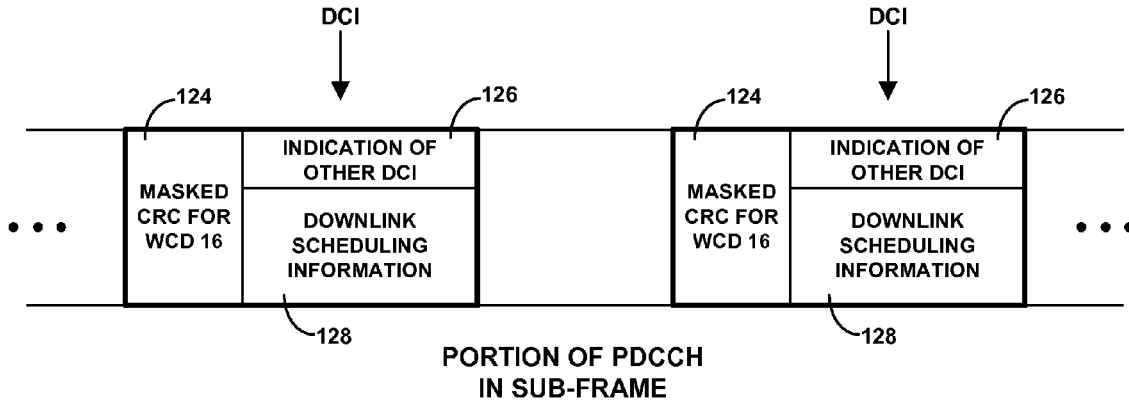 DCI
DCI
124
126
124
126
INDICATION OF
OTHER DCI
INDICATION OF
OTHER DCI
MASKED
CRC FOR
WCD 16
DOWNLINK
SCHEDULING
INFORMATION
MASKED
CRC FOR
WCD 16
DOWNLINK
SCHEDULING
INFORMATION
128
128
PORTION OF PDCCH
IN SUB-FRAME